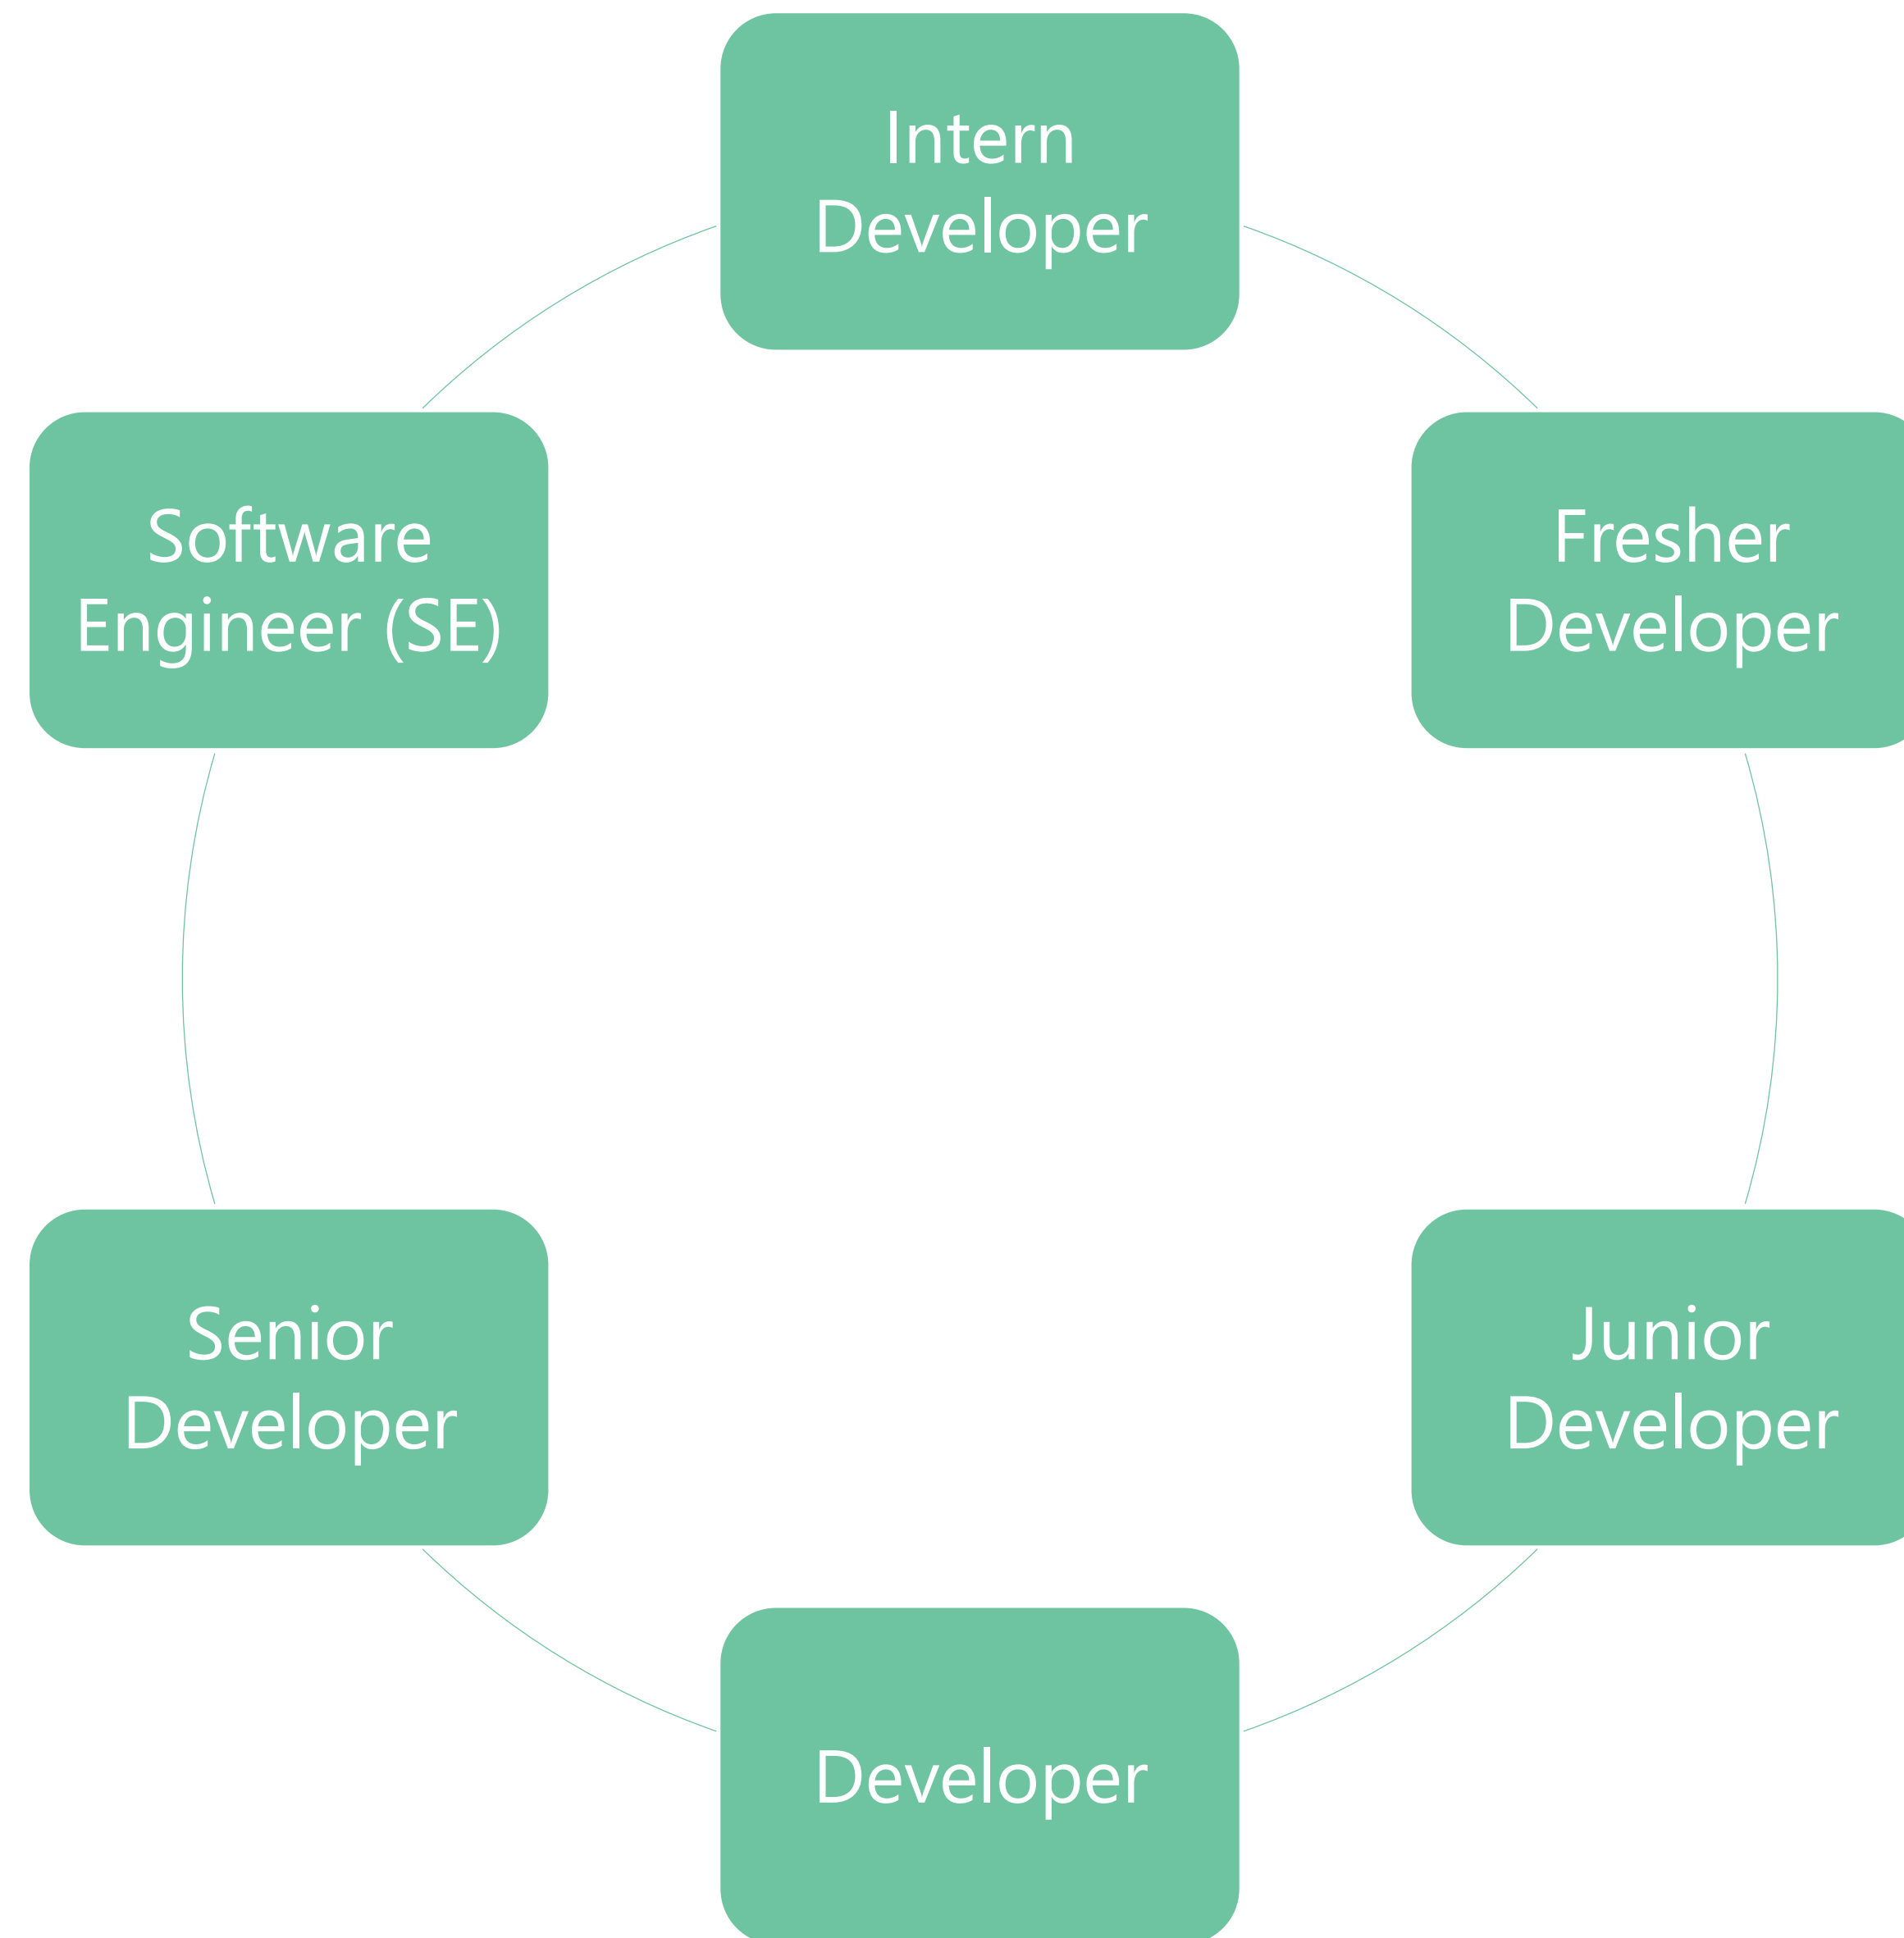 Intern
Developer
Fresher
Developer
Junior
Developer
Developer
Senior
Developer
Software
Engineer (SE)